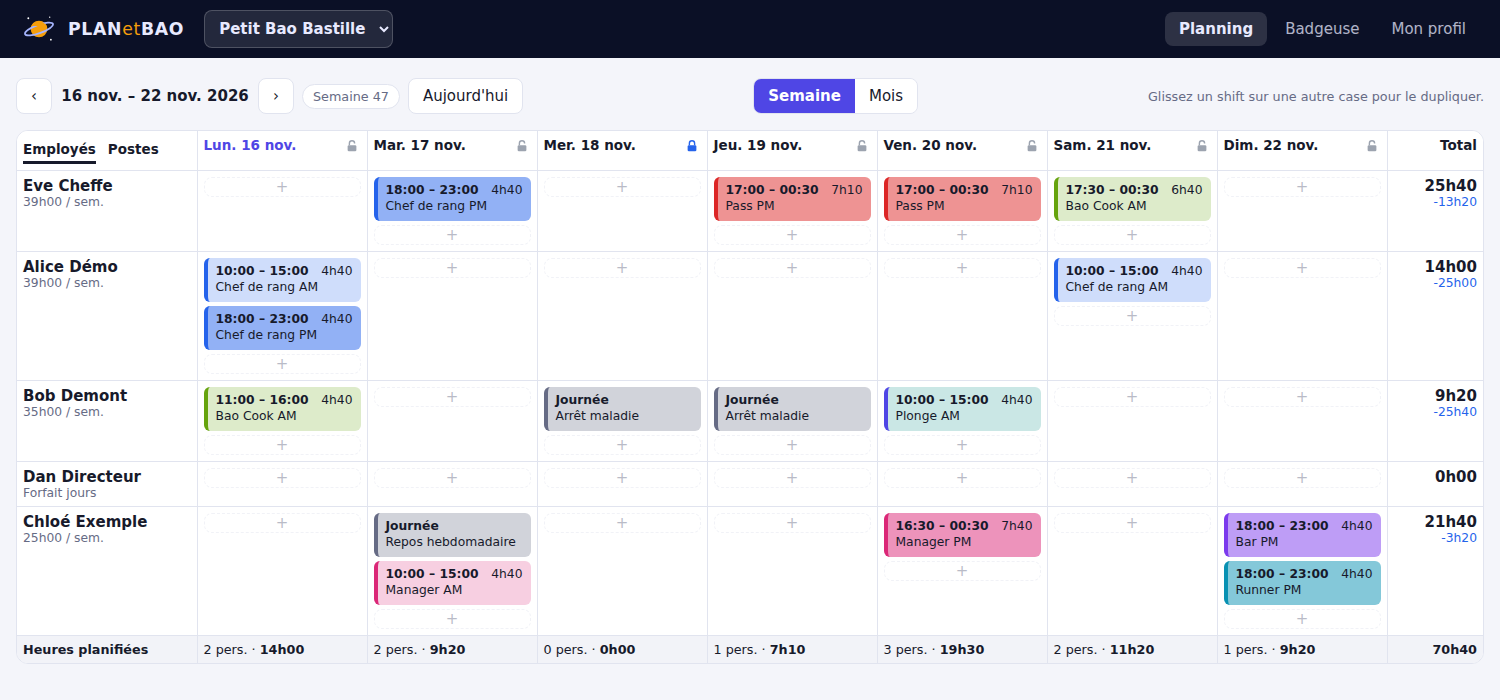 PLANetBAO Petit Bao Bastille Planning Badgeuse Mon profil
‹ 16 nov. – 22 nov. 2026 › Semaine 47 Aujourd'hui Semaine Mois Glissez un shift sur une autre case pour le dupliquer.
Employés Postes Lun. 16 nov. Mar. 17 nov. Mer. 18 nov. Jeu. 19 nov. Ven. 20 nov. Sam. 21 nov. Dim. 22 nov. Total
Eve Cheffe + 18:00 – 23:00 4h40 + 17:00 – 00:30 7h10 17:00 – 00:30 7h10 17:30 – 00:30 6h40 + 25h40
39h00 / sem. Chef de rang PM Pass PM Pass PM Bao Cook AM -13h20
+ + + +
Alice Démo 10:00 – 15:00 4h40 + + + + 10:00 – 15:00 4h40 + 14h00
39h00 / sem. Chef de rang AM Chef de rang AM -25h00
18:00 – 23:00 4h40 +
Chef de rang PM
+
Bob Demont 11:00 – 16:00 4h40 + Journée Journée 10:00 – 15:00 4h40 + + 9h20
35h00 / sem. Bao Cook AM Arrêt maladie Arrêt maladie Plonge AM -25h40
+ + + +
Dan Directeur + + + + + + + 0h00
Forfait jours
Chloé Exemple + Journée + + 16:30 – 00:30 7h40 + 18:00 – 23:00 4h40 21h40
25h00 / sem. Repos hebdomadaire Manager PM Bar PM -3h20
10:00 – 15:00 4h40 + 18:00 – 23:00 4h40
Manager AM Runner PM
+ +
Heures planifiées 2 pers. · 14h00 2 pers. · 9h20 0 pers. · 0h00 1 pers. · 7h10 3 pers. · 19h30 2 pers. · 11h20 1 pers. · 9h20 70h40